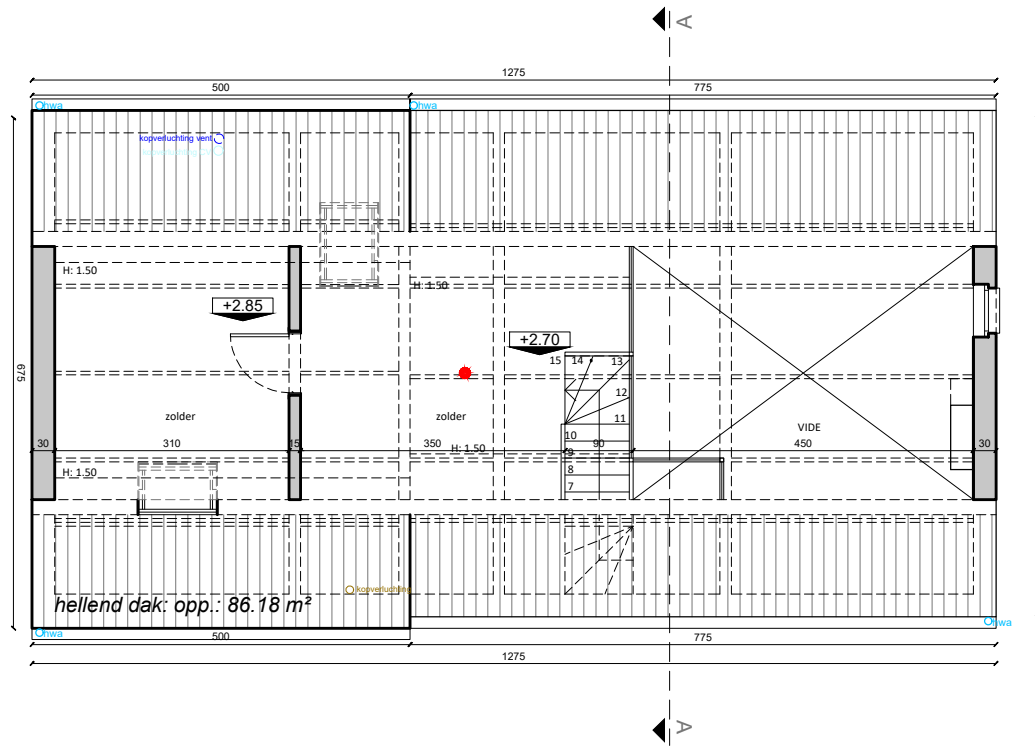 A
1275
500
775
hwa
hwa
kopverluchting vent
H: 1.50
H: 1.50
+2.85
+2.70
15
14
13
12
11
10
9
8
7
675
zolder
zolder
VIDE
30
310
15
350
90
450
30
H: 1.50
H: 1.50
kopverluchting
hellend dak: opp.: 86.18 m²
hwa
hwa
500
775
1275
A